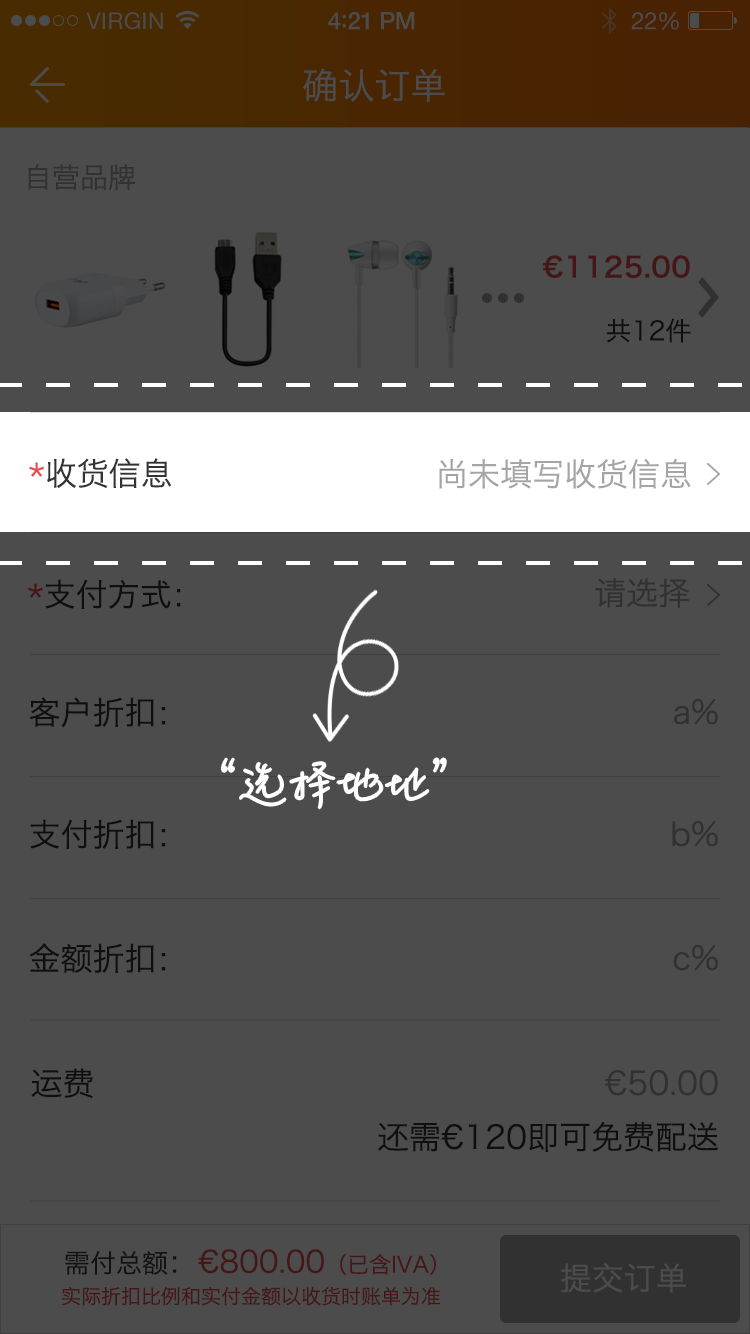 VIRGIN 4:21 PM 22%
确认订单
自营品牌
€1125.00
共12件
*收货信息 尚未填写收货信息
*支付方式: 请选择
客户折扣: a%
“选择地址”
支付折扣: b%
金额折扣: c%
运费 €50.00
还需€120即可免费配送
需付总额: €800.00（已含IVA）
实际折扣比例和实付金额以收货时账单为准
提交订单